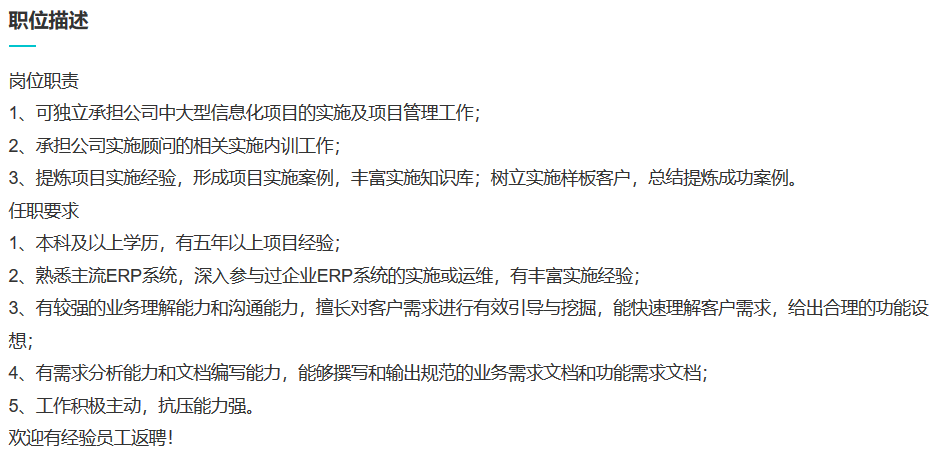 职位描述
岗位职责
1、可独立承担公司中大型信息化项目的实施及项目管理工作；
2、承担公司实施顾问的相关实施内训工作；
3、提炼项目实施经验，形成项目实施案例，丰富实施知识库；树立实施样板客户，总结提炼成功案例。
任职要求
1、本科及以上学历，有五年以上项目经验；
2、熟悉主流ERP系统，深入参与过企业ERP系统的实施或运维，有丰富实施经验；
3、有较强的业务理解能力和沟通能力，擅长对客户需求进行有效引导与挖掘，能快速理解客户需求，给出合理的功能设
想；
4、有需求分析能力和文档编写能力，能够撰写和输出规范的业务需求文档和功能需求文档；
5、工作积极主动，抗压能力强。
欢迎有经验员工返聘！